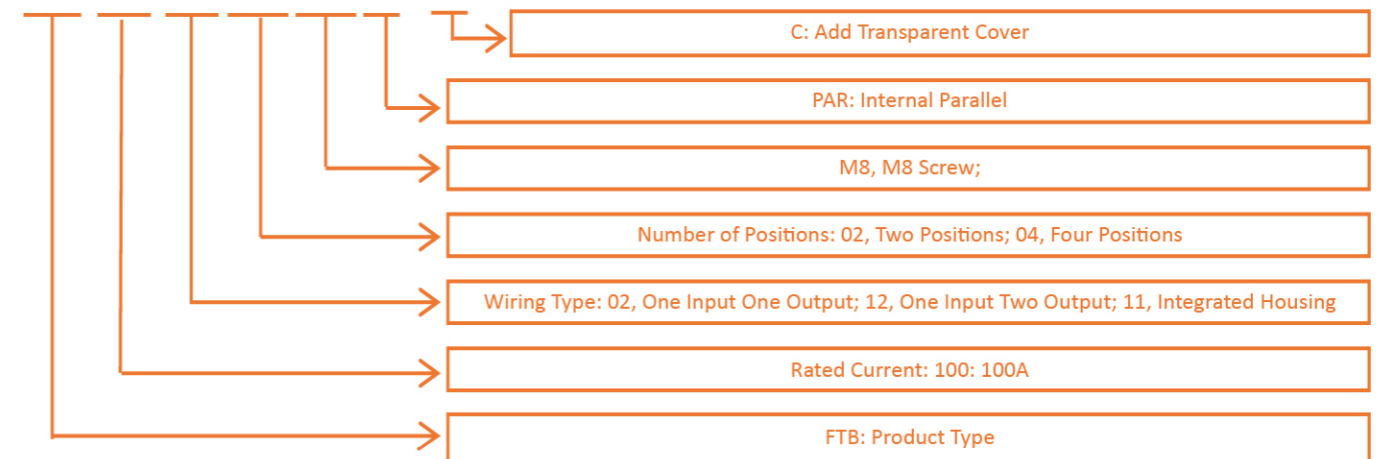 C: Add Transparent Cover
PAR: Internal Parallel
M8, M8 Screw;
Number of Positions: 02, Two Positions; 04, Four Positions
Wiring Type: 02, One Input One Output; 12, One Input Two Output; 11, Integrated Housing
Rated Current: 100: 100A
FTB: Product Type